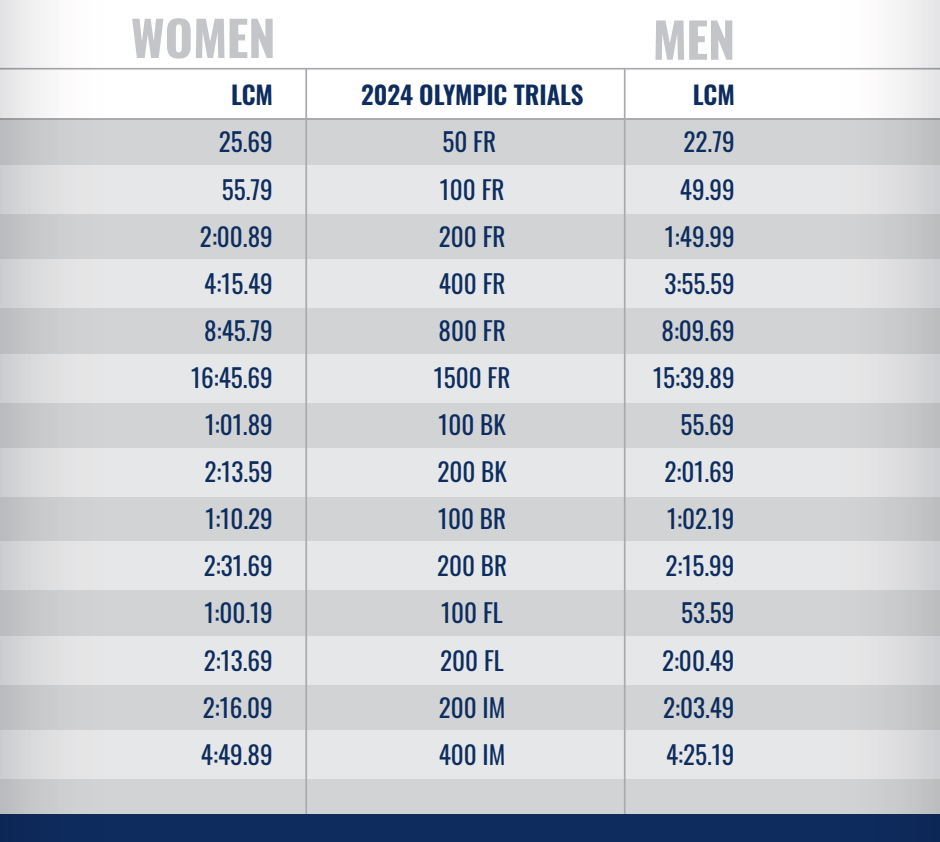 WOMEN MEN
LCM 2024 OLYMPIC TRIALS LCM
25.69 50 FR 22.79
55.79 100 FR 49.99
2:00.89 200 FR 1:49.99
4:15.49 400 FR 3:55.59
8:45.79 800 FR 8:09.69
16:45.69 1500 FR 15:39.89
1:01.89 100 BK 55.69
2:13.59 200 BK 2:01.69
1:10.29 100 BR 1:02.19
2:31.69 200 BR 2:15.99
1:00.19 100 FL 53.59
2:13.69 200 FL 2:00.49
2:16.09 200 IM 2:03.49
4:49.89 400 IM 4:25.19